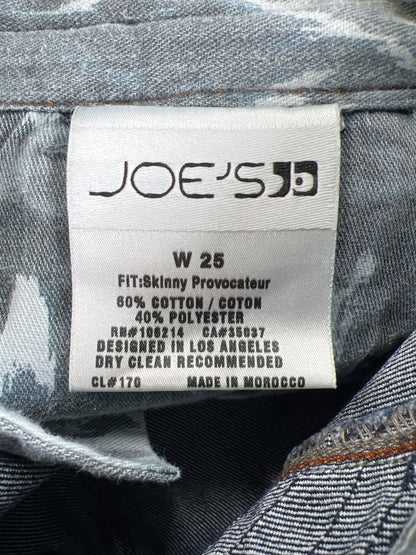 JOE'S
W 25
FIT:Skinny Provocateur
60% COTTON / COTON
40% POLYESTER
RN#106214 CA#35037
DESIGNED IN LOS ANGELES
DRY CLEAN RECOMMENDED
CL#170 MADE IN MOROCCO